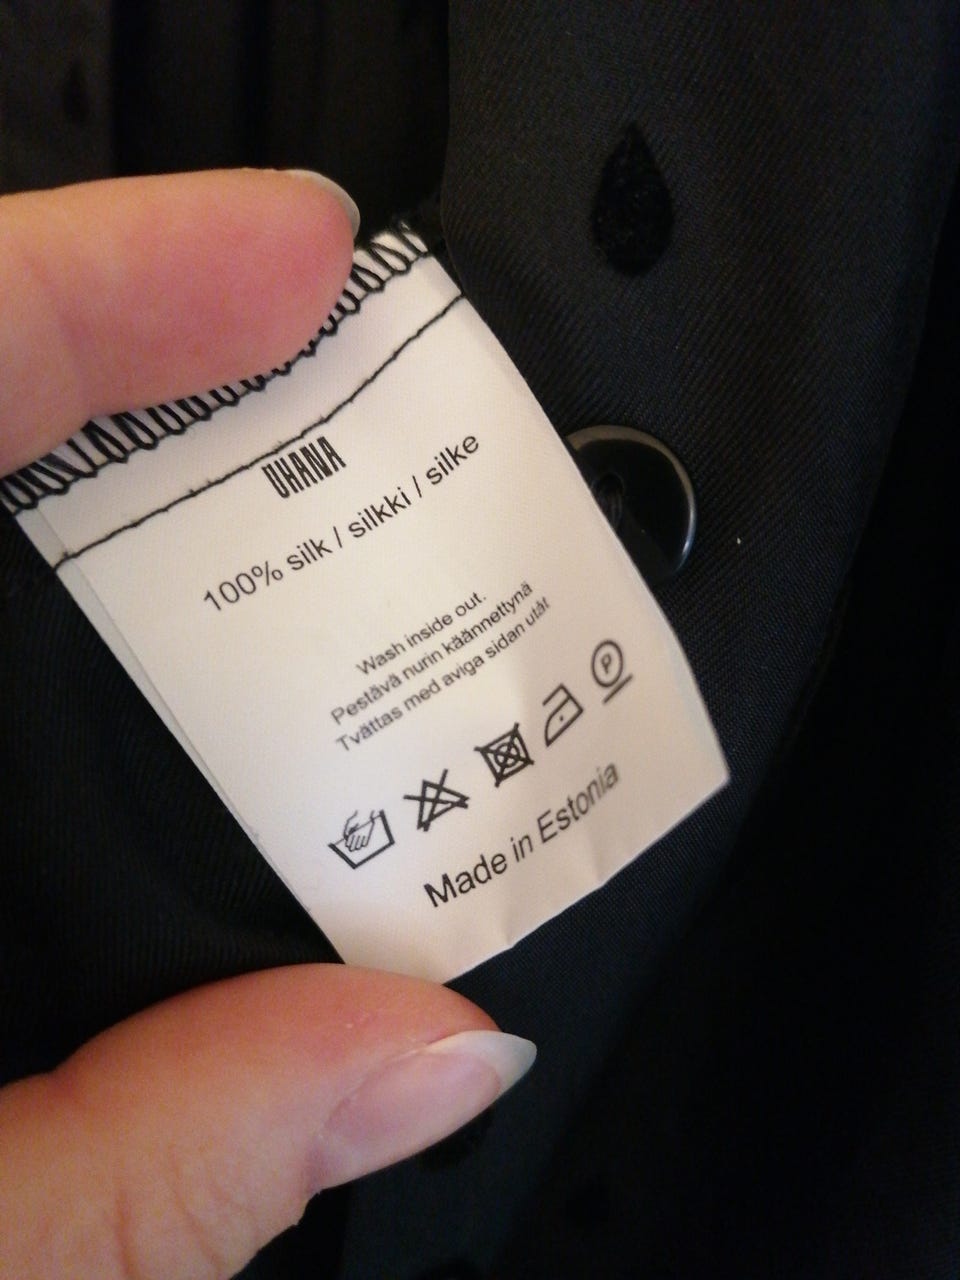 UHANA
100% silk / silkki / silke
Wash inside out.
Pestävä nurin käännettynä
Tvättas med aviga sidan utåt
P
Made in Estonia